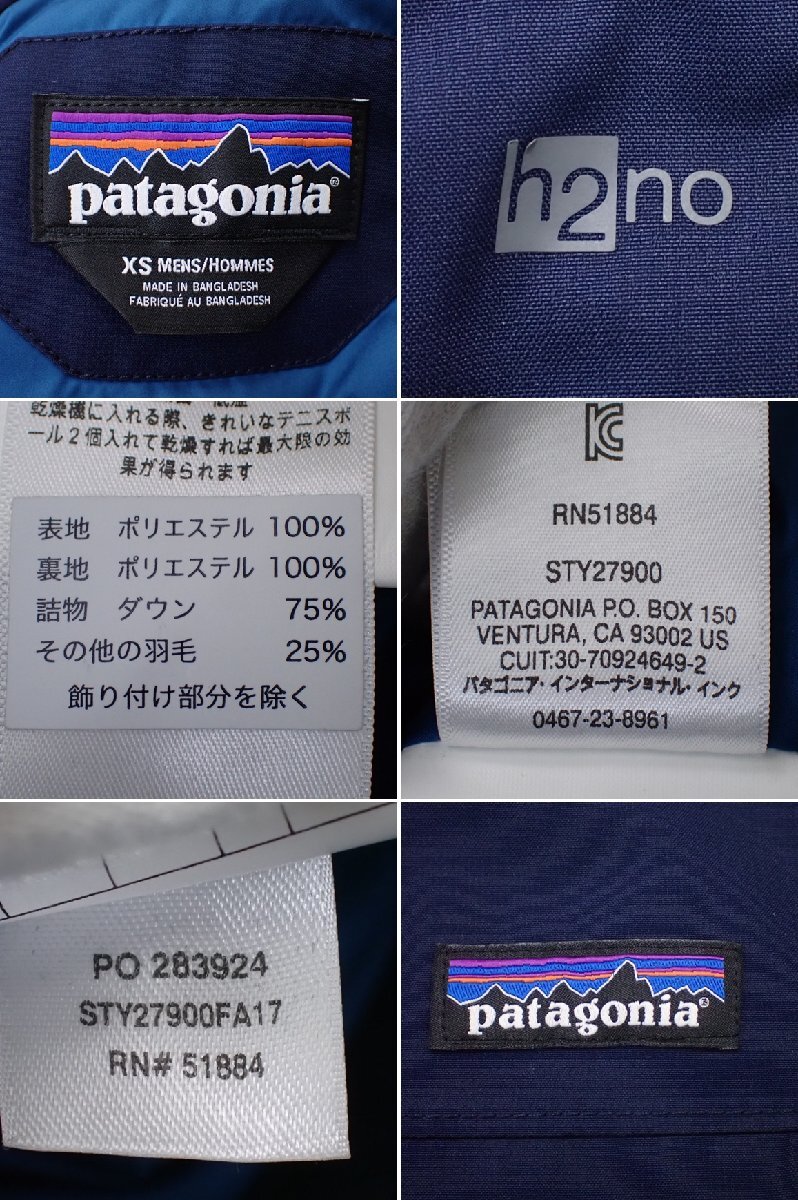 patagonia®
XS MENS/HOMMES
MADE IN BANGLADESH
FABRIQUÉ AU BANGLADESH
h2no
乾燥機に入れる際、きれいなテニスボ
ール2個入れて乾燥すれば最大限の効
果が得られます
表地 ポリエステル 100%
裏地 ポリエステル 100%
詰物 ダウン 75%
その他の羽毛 25%
飾り付け部分を除く
RN51884
STY27900
PATAGONIA P.O. BOX 150
VENTURA, CA 93002 US
CUIT:30-70924649-2
パタゴニア・インターナショナル・インク
0467-23-8961
PO 283924
STY27900FA17
RN# 51884
patagonia®